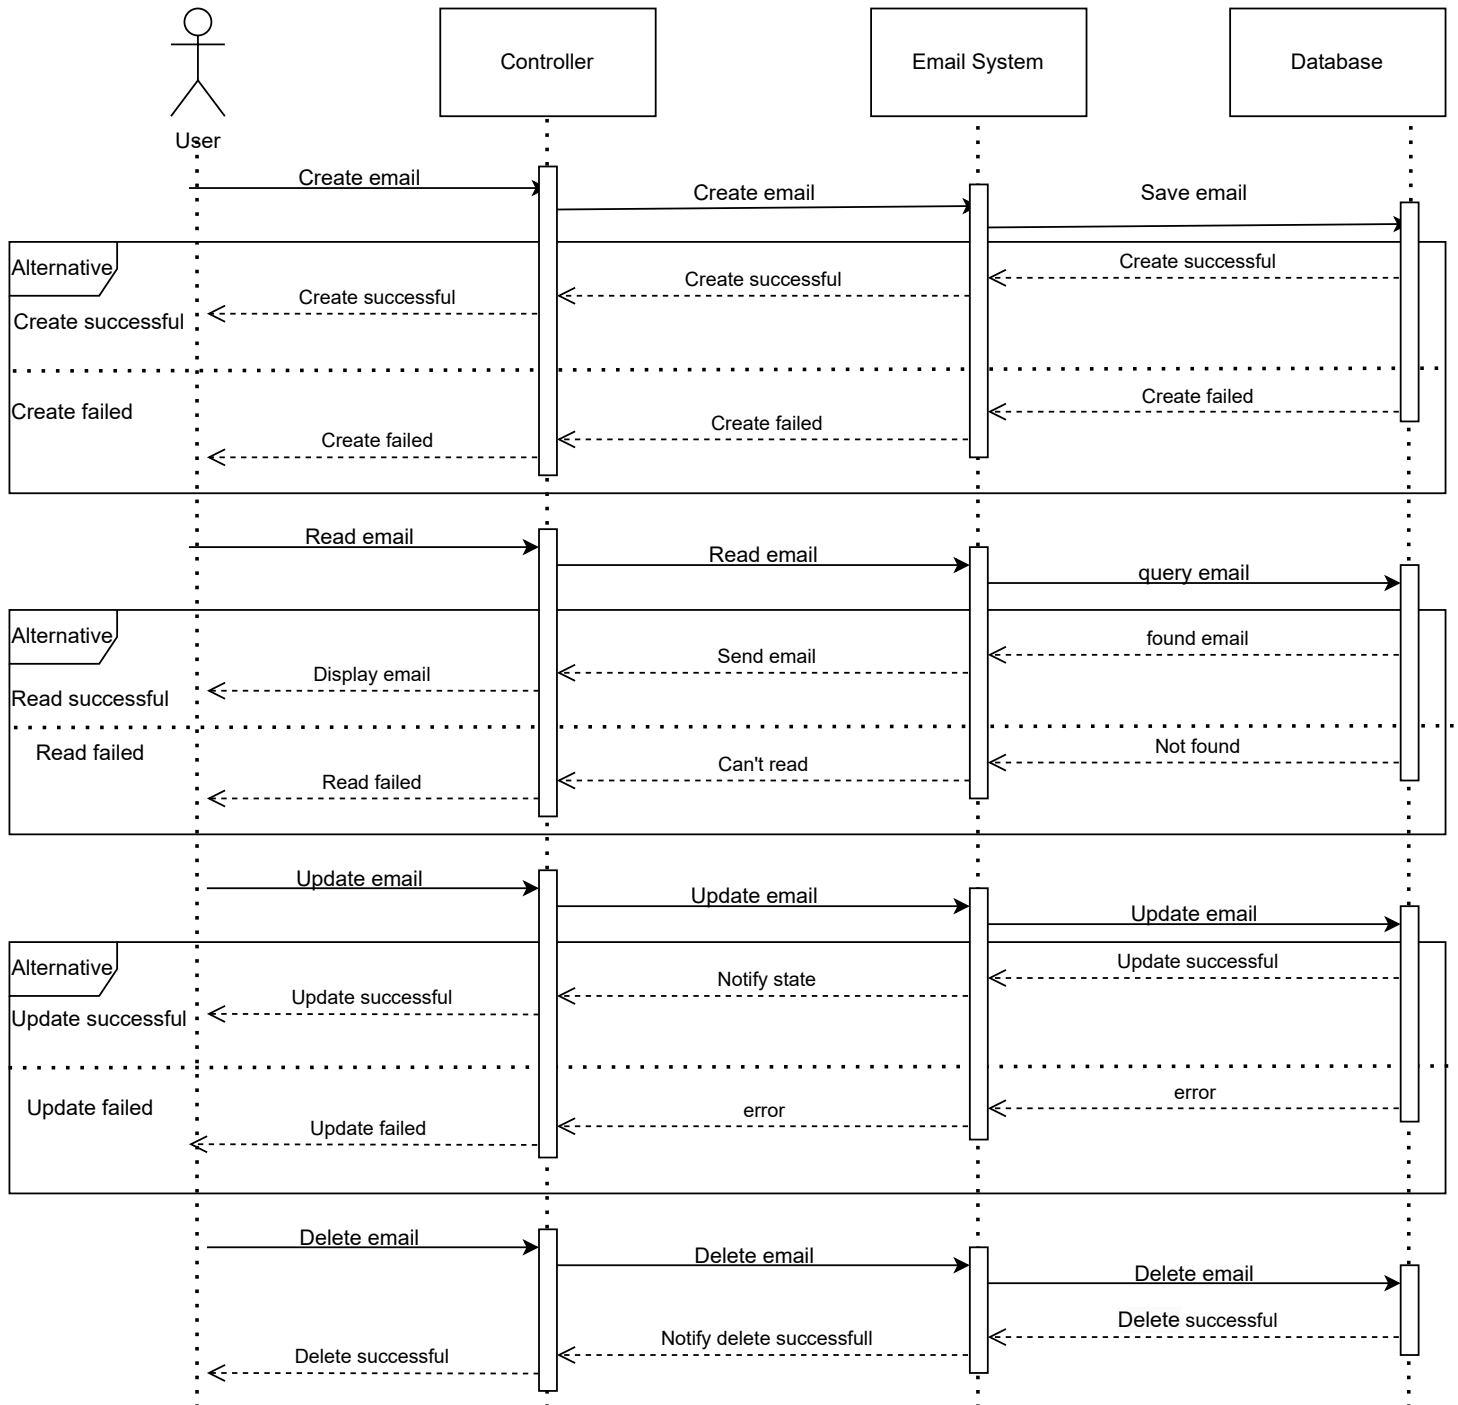 User
Controller
Email System
Database
Create email
Create email
Save email
Alternative
Create successful
Create successful
Create successful
Create successful
Create failed
Create failed
Create failed
Create failed
Read email
Read email
query email
Alternative
found email
Send email
Display email
Read successful
Read failed
Not found
Can't read
Read failed
Update email
Update email
Update email
Alternative
Update successful
Notify state
Update successful
Update successful
error
Update failed
error
Update failed
Delete email
Delete email
Delete email
Delete successful
Notify delete successfull
Delete successful